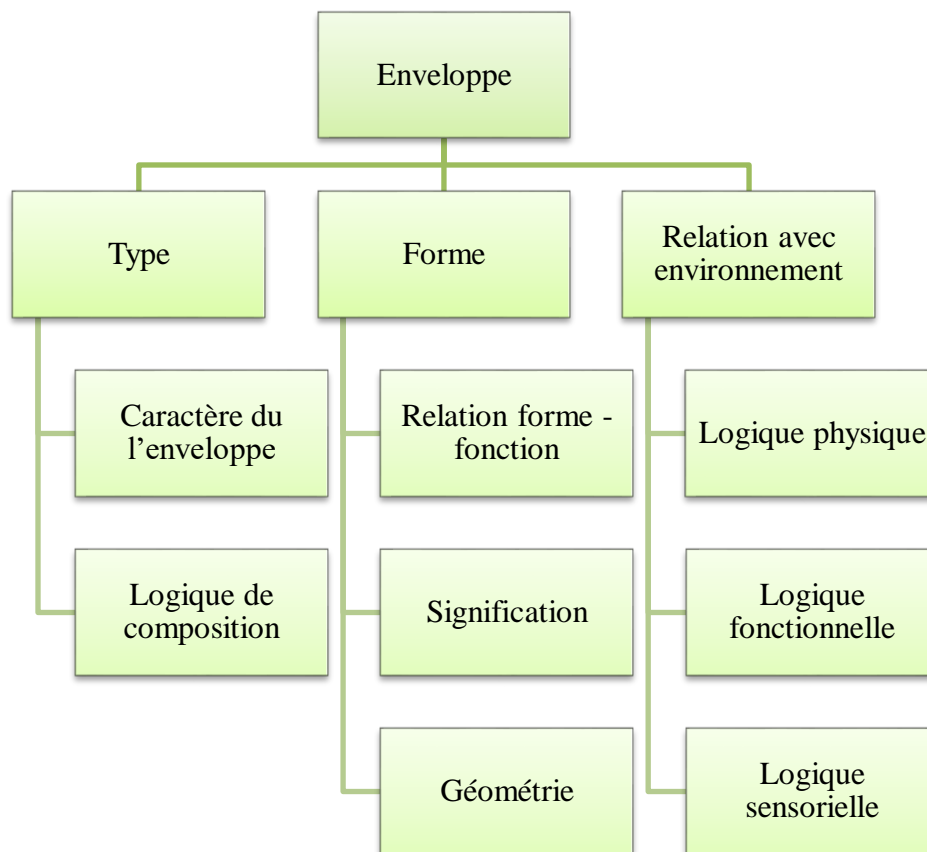 Enveloppe
Type
Forme
Relation avec
environnement
Caractère du
l’enveloppe
Relation forme -
fonction
Logique physique
Logique de
composition
Signification
Logique
fonctionnelle
Géométrie
Logique
sensorielle